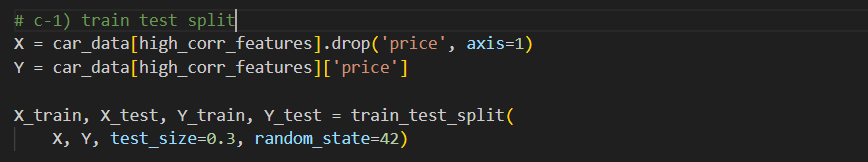 # c-1) train test split
X = car_data[high_corr_features].drop('price', axis=1)
Y = car_data[high_corr_features]['price']
X_train, X_test, Y_train, Y_test = train_test_split(
    X, Y, test_size=0.3, random_state=42)